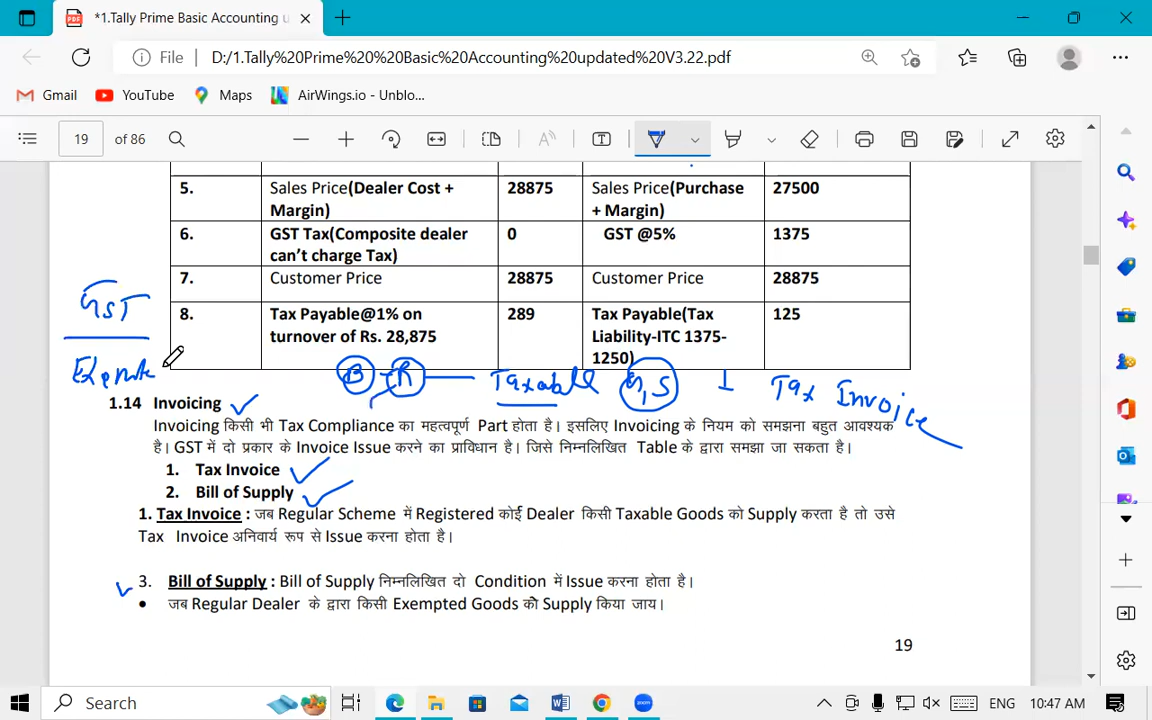 *1.Tally Prime Basic Accounting u
File D:/1.Tally%20Prime%20%20Basic%20Accounting%20updated%20V3.22.pdf
Gmail YouTube Maps AirWings.io - Unblo...
19 of 86
5. Sales Price(Dealer Cost + 28875 Sales Price(Purchase 27500
Margin) + Margin)
6. GST Tax(Composite dealer 0 GST @5% 1375
can't charge Tax)
7. Customer Price 28875 Customer Price 28875
GST
8. Tax Payable@1% on 289 Tax Payable(Tax 125
turnover of Rs. 28,875 Liability-ITC 1375-
1250)
B R Taxable G,S Tax Invoice
1.14 Invoicing
Invoicing किसी भी Tax Compliance का महत्वपूर्ण Part होता है। इसलिए Invoicing के नियम को समझना बहुत आवश्यक
है। GST में दो प्रकार के Invoice Issue करने का प्राविधान है। जिसे निम्नलिखित Table के द्वारा समझा जा सकता है।
1. Tax Invoice
2. Bill of Supply
1. Tax Invoice : जब Regular Scheme में Registered कोई Dealer किसी Taxable Goods को Supply करता है तो उसे
Tax Invoice अनिवार्य रूप से Issue करना होता है।
3. Bill of Supply : Bill of Supply निम्नलिखित दो Condition में Issue करना होता है।
• जब Regular Dealer के द्वारा किसी Exempted Goods को Supply किया जाय।
19
Search ENG 10:47 AM